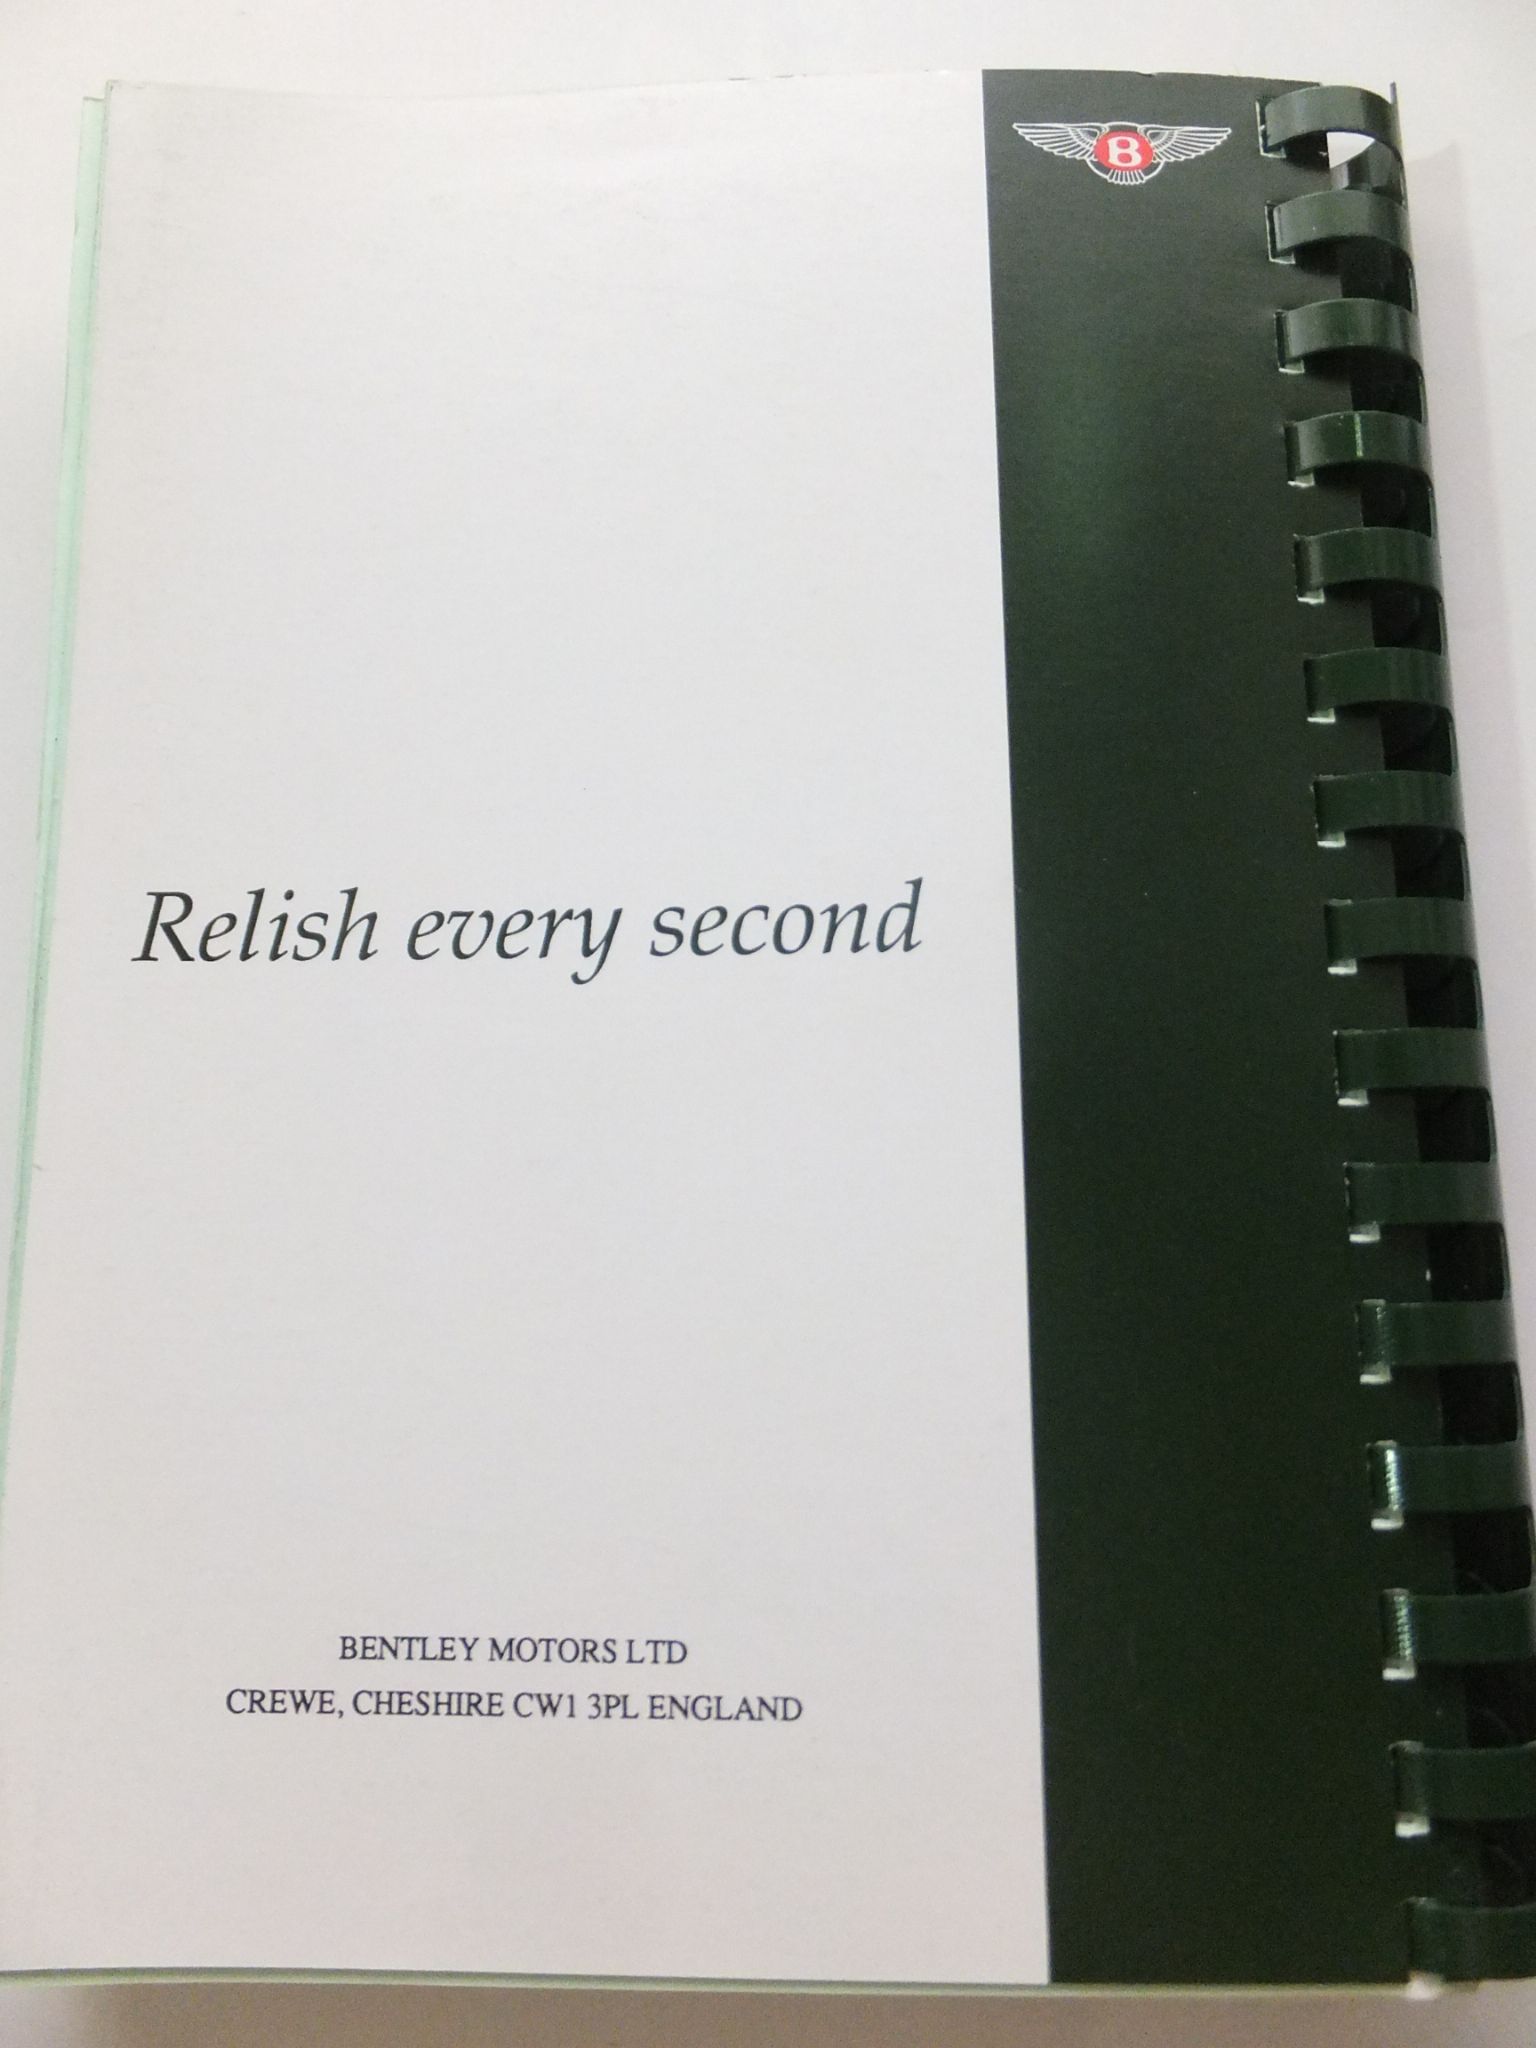 B
Relish every second
BENTLEY MOTORS LTD
CREWE, CHESHIRE CW1 3PL ENGLAND